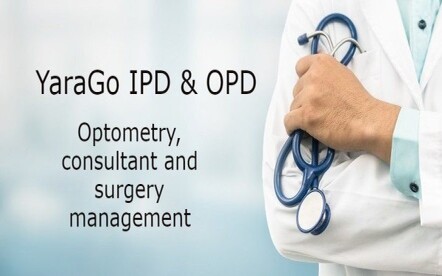 YaraGo IPD & OPD
Optometry,
consultant and
surgery
management